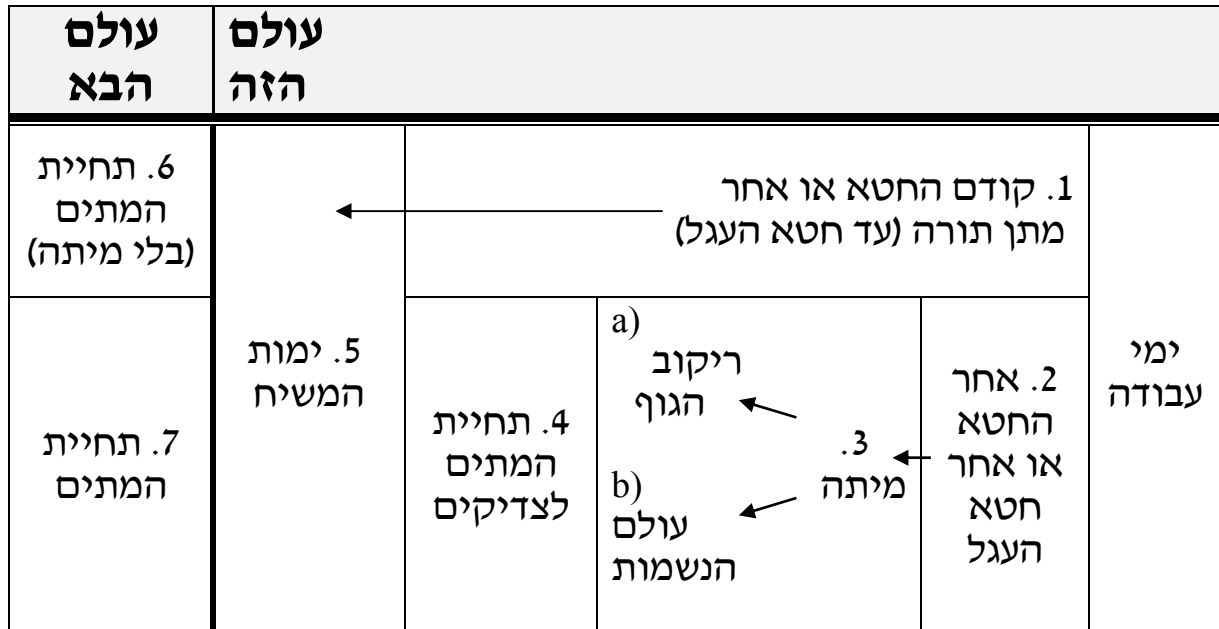 עולם
הזה
עולם
הבא
ימי
עבודה
1. קודם החטא או אחר
מתן תורה (עד חטא העגל)
2. אחר
החטא
או אחר
חטא
העגל
3.
מיתה
a)
ריקוב
הגוף
b)
עולם
הנשמות
4. תחיית
המתים
לצדיקים
5. ימות
המשיח
6. תחיית
המתים
(בלי מיתה)
7. תחיית
המתים